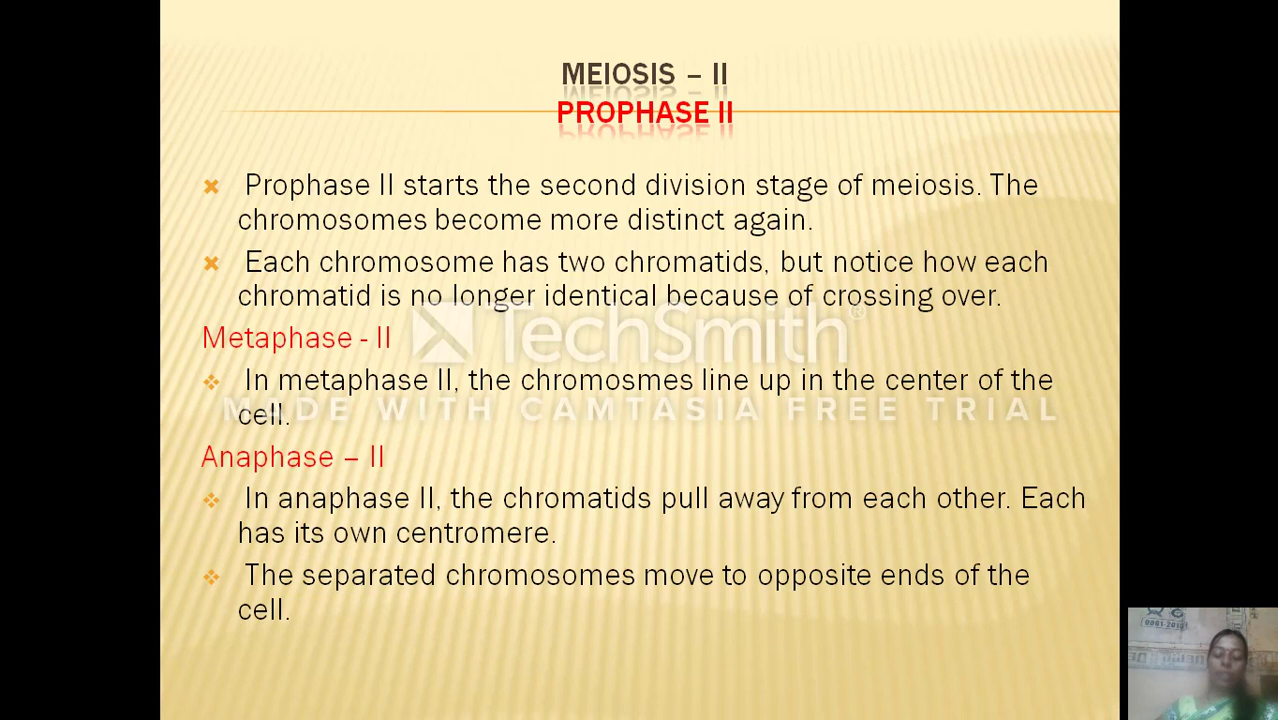 MEIOSIS – II
PROPHASE II
Prophase II starts the second division stage of meiosis. The
chromosomes become more distinct again.
Each chromosome has two chromatids, but notice how each
chromatid is no longer identical because of crossing over.
Metaphase - II
In metaphase II, the chromosmes line up in the center of the
cell.
Anaphase – II
In anaphase II, the chromatids pull away from each other. Each
has its own centromere.
The separated chromosomes move to opposite ends of the
cell.
TechSmith®
MADE WITH CAMTASIA FREE TRIAL